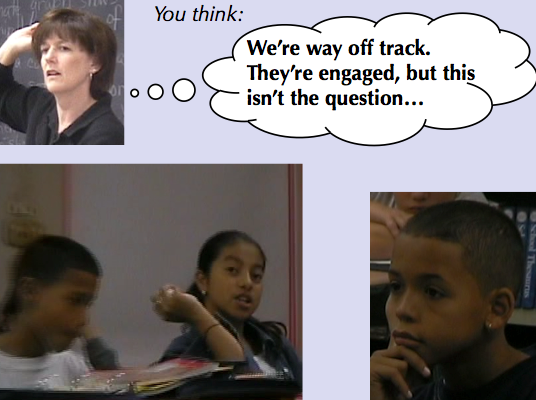 You think:
We’re way off track.
They’re engaged, but this
isn’t the question…